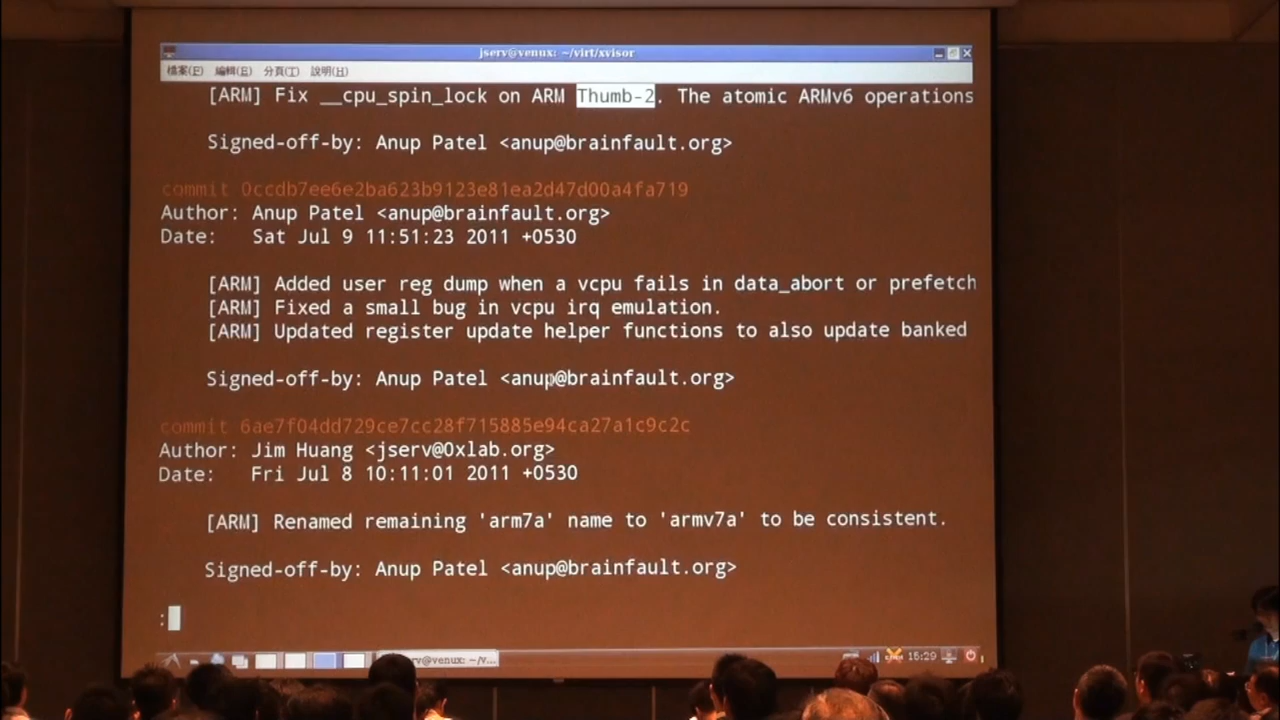 jserv@venux: ~/virt/xvisor
檔案(F) 編輯(E) 分頁(T) 說明(H)
[ARM] Fix __cpu_spin_lock on ARM Thumb-2. The atomic ARMv6 operations
Signed-off-by: Anup Patel <anup@brainfault.org>
commit 0ccdb7ee6e2ba623b9123e81ea2d47d00a4fa719
Author: Anup Patel <anup@brainfault.org>
Date: Sat Jul 9 11:51:23 2011 +0530
[ARM] Added user reg dump when a vcpu fails in data_abort or prefetch
[ARM] Fixed a small bug in vcpu irq emulation.
[ARM] Updated register update helper functions to also update banked
Signed-off-by: Anup Patel <anup@brainfault.org>
commit 6ae7f04dd729ce7cc28f715885e94ca27a1c9c2c
Author: Jim Huang <jserv@0xlab.org>
Date: Fri Jul 8 10:11:01 2011 +0530
[ARM] Renamed remaining 'arm7a' name to 'armv7a' to be consistent.
Signed-off-by: Anup Patel <anup@brainfault.org>
:
rv@venux: ~/v... 15:29